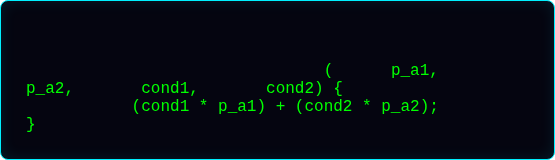 ( p_a1,
p_a2, cond1, cond2) {
(cond1 * p_a1) + (cond2 * p_a2);
}